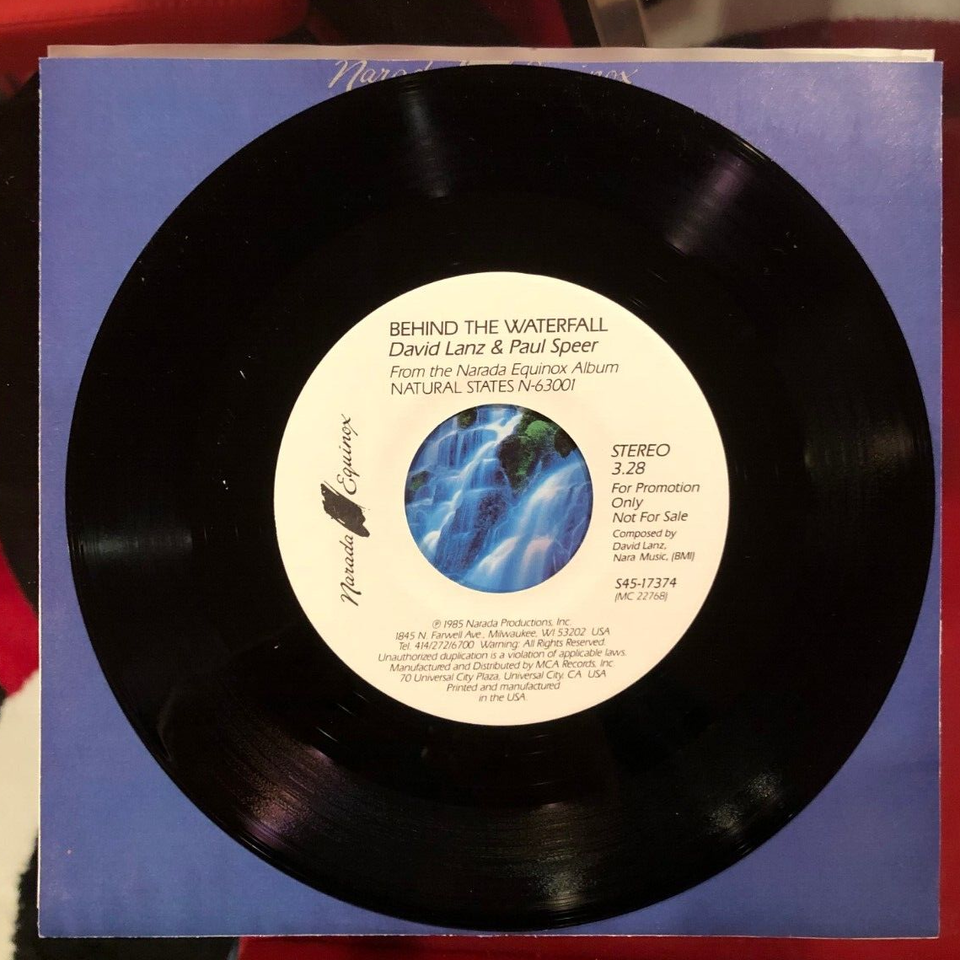 BEHIND THE WATERFALL
David Lanz & Paul Speer
From the Narada Equinox Album
NATURAL STATES N-63001
Narada Equinox
STEREO
3.28
For Promotion
Only
Not For Sale
Composed by
David Lanz,
Nara Music, (BMI)
S45-17374
(MC 22768)
℗ 1985 Narada Productions, Inc.
1845 N. Farwell Ave., Milwaukee, WI 53202 USA
Tel. 414/272/6700 Warning: All Rights Reserved.
Unauthorized duplication is a violation of applicable laws.
Manufactured and Distributed by MCA Records, Inc.
70 Universal City Plaza, Universal City, CA USA
Printed and manufactured
in the USA.